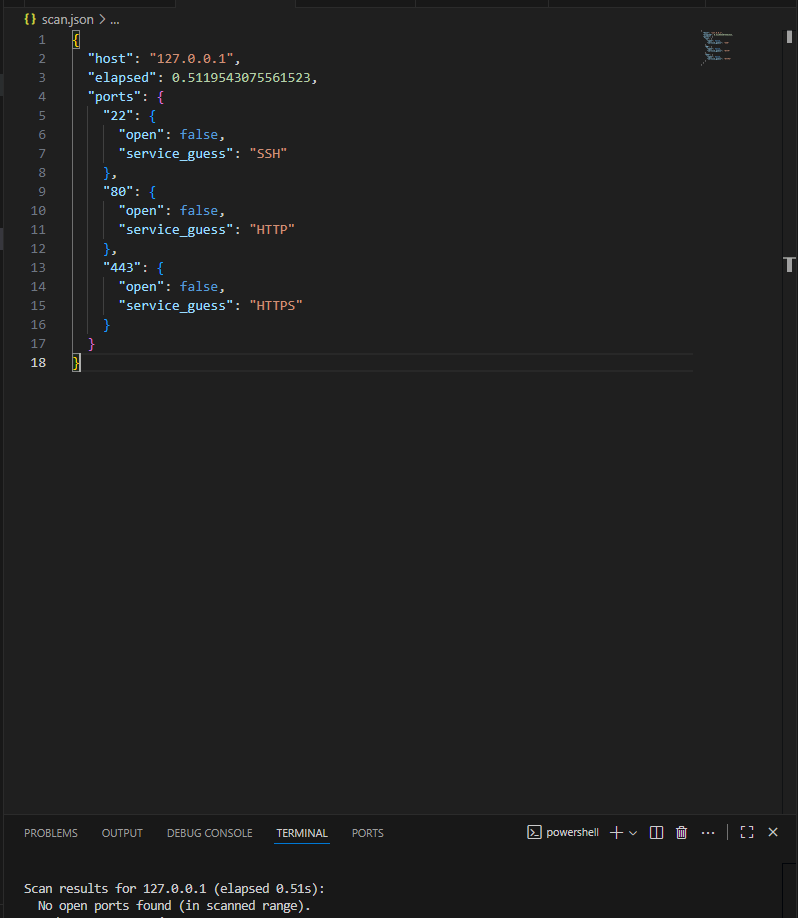 {} scan.json > ...
1 {
2 "host": "127.0.0.1",
3 "elapsed": 0.5119543075561523,
4 "ports": {
5 "22": {
6 "open": false,
7 "service_guess": "SSH"
8 },
9 "80": {
10 "open": false,
11 "service_guess": "HTTP"
12 },
13 "443": {
14 "open": false,
15 "service_guess": "HTTPS"
16 }
17 }
18 }
PROBLEMS OUTPUT DEBUG CONSOLE TERMINAL PORTS powershell
Scan results for 127.0.0.1 (elapsed 0.51s):
No open ports found (in scanned range).